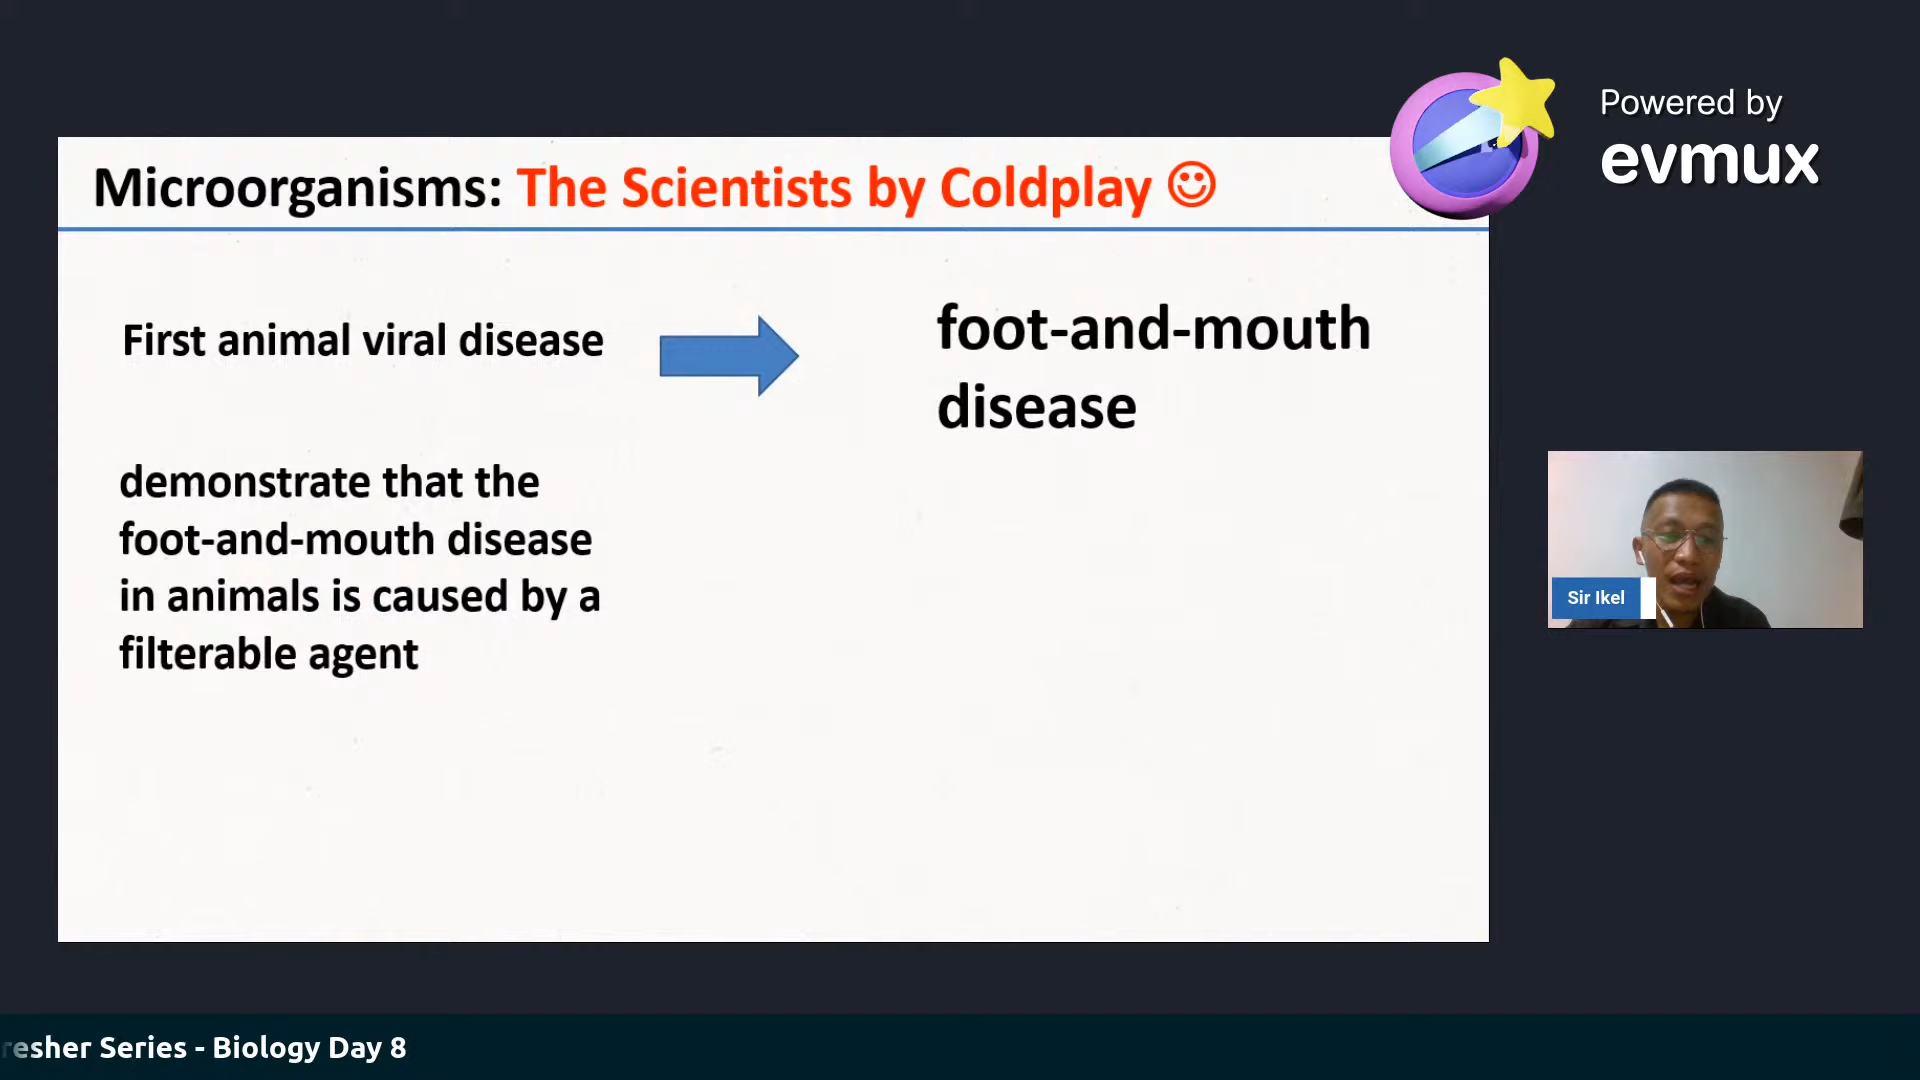 Powered by
evmux
Microorganisms: The Scientists by Coldplay ☺
First animal viral disease
foot-and-mouth
disease
demonstrate that the
foot-and-mouth disease
in animals is caused by a
filterable agent
Sir Ikel
resher Series - Biology Day 8